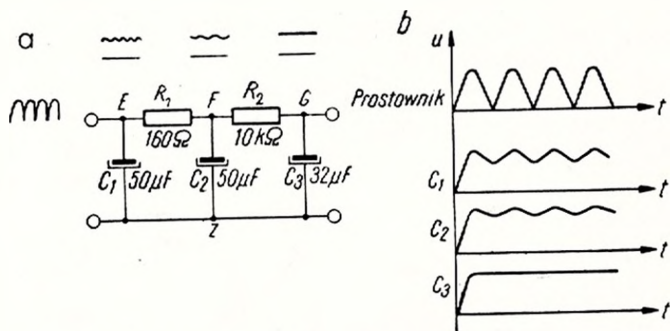 a
E R₁ F R₂ G
160Ω 10kΩ
C₁ 50μF C₂ 50μF C₃ 32μF
Z
b
u
Prostownik t
C₁ t
C₂ t
C₃ t